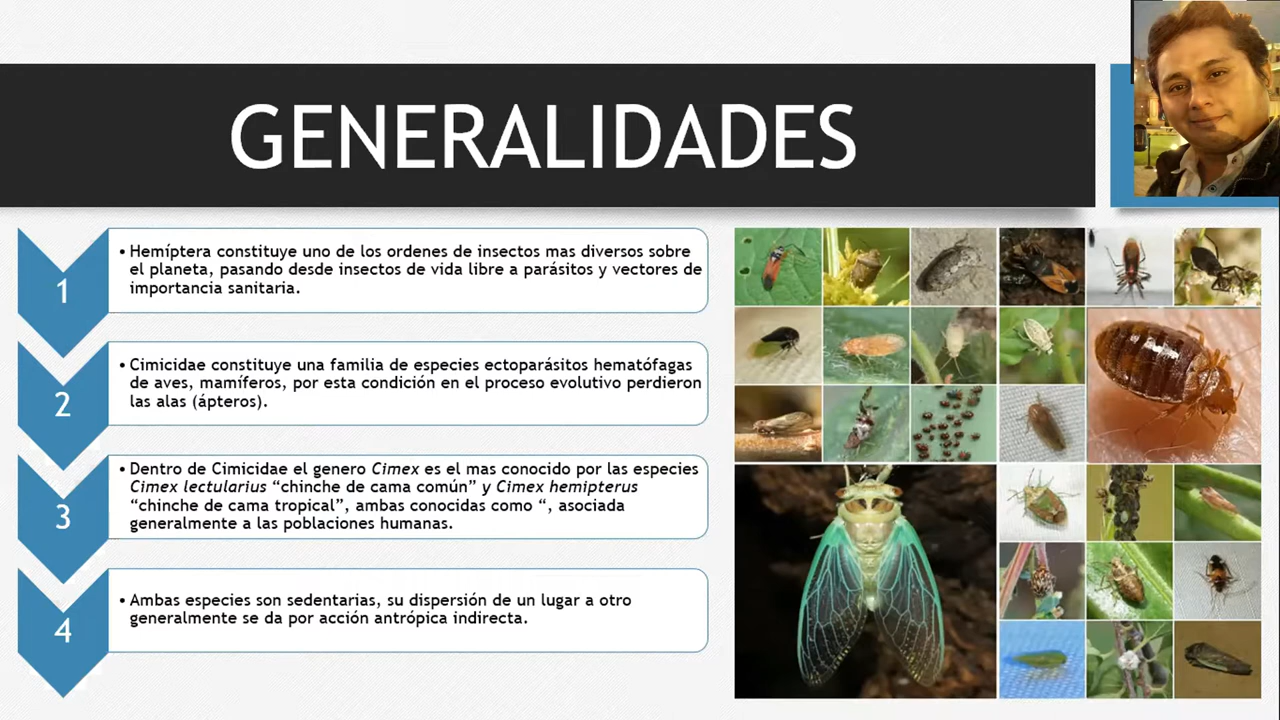 GENERALIDADES
1
• Hemíptera constituye uno de los ordenes de insectos mas diversos sobre
el planeta, pasando desde insectos de vida libre a parásitos y vectores de
importancia sanitaria.
2
• Cimicidae constituye una familia de especies ectoparásitos hematófagas
de aves, mamíferos, por esta condición en el proceso evolutivo perdieron
las alas (ápteros).
3
• Dentro de Cimicidae el genero Cimex es el mas conocido por las especies
Cimex lectularius “chinche de cama común” y Cimex hemipterus
“chinche de cama tropical”, ambas conocidas como “, asociada
generalmente a las poblaciones humanas.
4
• Ambas especies son sedentarias, su dispersión de un lugar a otro
generalmente se da por acción antrópica indirecta.